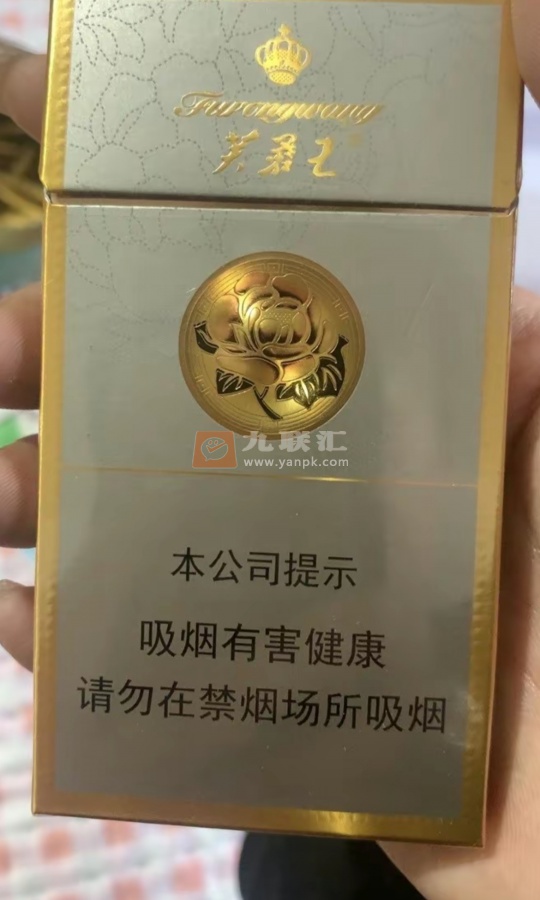 Furongwang
芙蓉王
九联汇
www.yanpk.com
本公司提示
吸烟有害健康
请勿在禁烟场所吸烟